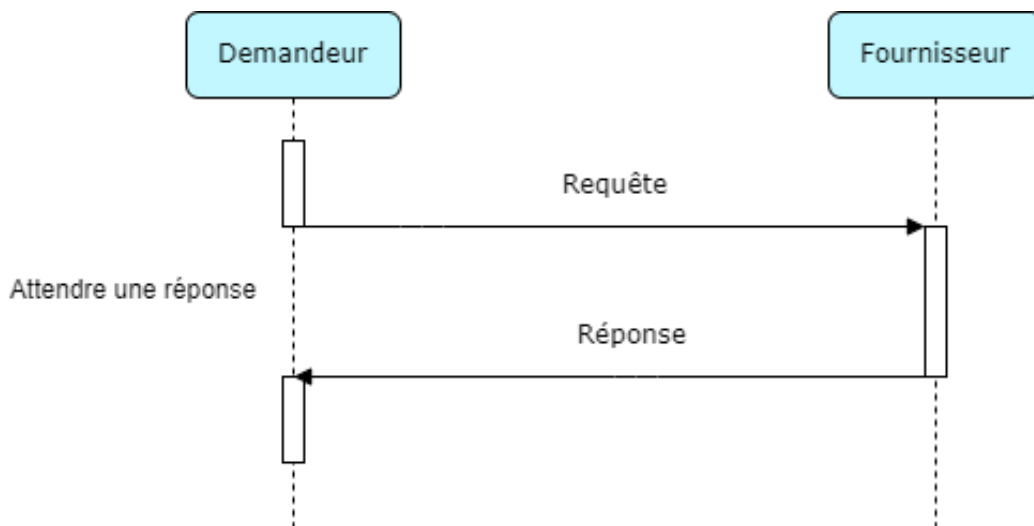 Demandeur
Fournisseur
Requête
Attendre une réponse
Réponse